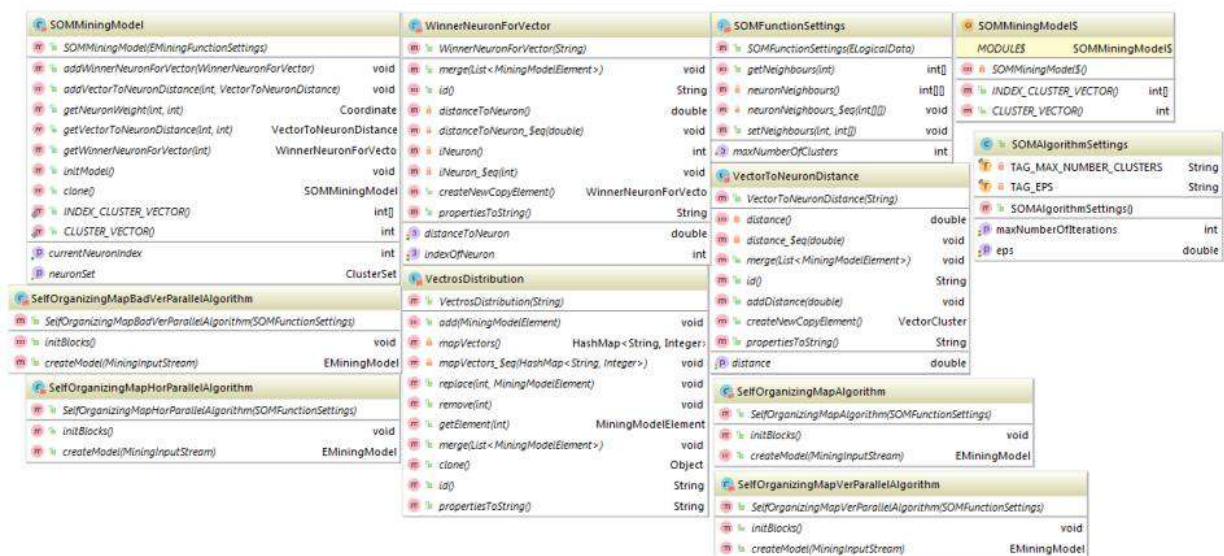 SOMMiningModel
SOMMiningModel(EMiningFunctionSettings)
addWinnerNeuronForVector(WinnerNeuronForVector) void
addVectorToNeuronDistance(int, VectorToNeuronDistance) void
getNeuronWeight(int, int) Coordinate
getVectorToNeuronDistance(int, int) VectorToNeuronDistance
getWinnerNeuronForVector(int) WinnerNeuronForVecto
initModel() void
clone() SOMMiningModel
INDEX_CLUSTER_VECTOR() int[]
CLUSTER_VECTOR() int
currentNeuronIndex int
neuronSet ClusterSet
SelfOrganizingMapBadVerParallelAlgorithm
SelfOrganizingMapBadVerParallelAlgorithm(SOMFunctionSettings)
initBlocks() void
createModel(MiningInputStream) EMiningModel
SelfOrganizingMapHorParallelAlgorithm
SelfOrganizingMapHorParallelAlgorithm(SOMFunctionSettings)
initBlocks() void
createModel(MiningInputStream) EMiningModel
WinnerNeuronForVector
WinnerNeuronForVector(String)
merge(List<MiningModelElement>) void
id() String
distanceToNeuron() double
distanceToNeuron_$eq(double) void
iNeuron() int
iNeuron_$eq(int) void
createNewCopyElement() WinnerNeuronForVecto
propertiesToString() String
distanceToNeuron double
indexOfNeuron int
VectrosDistribution
VectrosDistribution(String)
add(MiningModelElement) void
mapVectors() HashMap<String, Integer>
mapVectors_$eq(HashMap<String, Integer>) void
replace(int, MiningModelElement) void
remove(int) void
getElement(int) MiningModelElement
merge(List<MiningModelElement>) void
clone() Object
id() String
propertiesToString() String
SOMFunctionSettings
SOMFunctionSettings(ELogicalData)
getNeighbours(int) int[]
neuronNeighbours() int[][]
neuronNeighbours_$eq(int[][]) void
setNeighbours(int, int[]) void
maxNumberOfClusters int
VectorToNeuronDistance
VectorToNeuronDistance(String)
distance() double
distance_$eq(double) void
merge(List<MiningModelElement>) void
id() String
addDistance(double) void
createNewCopyElement() VectorCluster
propertiesToString() String
distance double
SelfOrganizingMapAlgorithm
SelfOrganizingMapAlgorithm(SOMFunctionSettings)
initBlocks() void
createModel(MiningInputStream) EMiningModel
SelfOrganizingMapVerParallelAlgorithm
SelfOrganizingMapVerParallelAlgorithm(SOMFunctionSettings)
initBlocks() void
createModel(MiningInputStream) EMiningModel
SOMMiningModel$
MODULE$ SOMMiningModel$
SOMMiningModel$()
INDEX_CLUSTER_VECTOR() int[]
CLUSTER_VECTOR() int
SOMAlgorithmSettings
TAG_MAX_NUMBER_CLUSTERS String
TAG_EPS String
SOMAlgorithmSettings()
maxNumberOfIterations int
eps double